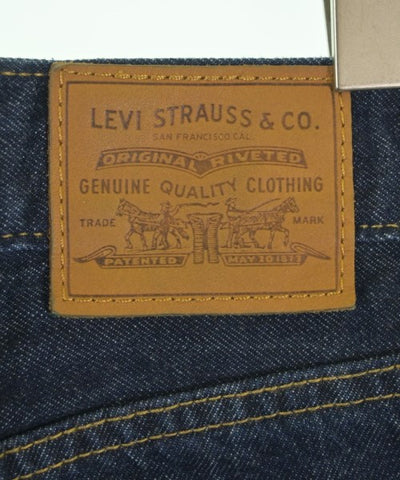 LEVI STRAUSS & CO.
SAN FRANCISCO CAL.
ORIGINAL RIVETED
GENUINE QUALITY CLOTHING
TRADE MARK
PATENTED MAY 20 1873